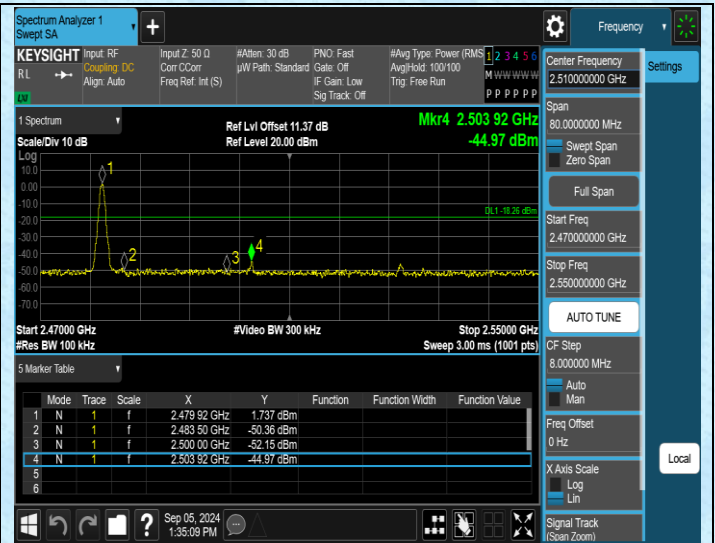 Spectrum Analyzer 1
Swept SA
+
Frequency
KEYSIGHT
RL
LXI
Input: RF
Coupling: DC
Align: Auto
Input Z: 50 Ω
Corr CCorr
Freq Ref: Int (S)
#Atten: 30 dB
µW Path: Standard
PNO: Fast
Gate: Off
IF Gain: Low
Sig Track: Off
#Avg Type: Power (RMS
Avg|Hold: 100/100
Trig: Free Run
1 2 3 4 5 6
M W W W W W
P P P P P P
1 Spectrum
Scale/Div 10 dB
Ref Lvl Offset 11.37 dB
Ref Level 20.00 dBm
Mkr4 2.503 92 GHz
-44.97 dBm
Log
10.0
0.00
-10.0
-20.0
-30.0
-40.0
-50.0
-60.0
-70.0
1
2
3
4
DL1 -18.26 dBm
Start 2.47000 GHz
#Res BW 100 kHz
#Video BW 300 kHz
Stop 2.55000 GHz
Sweep 3.00 ms (1001 pts)
5 Marker Table
Mode Trace Scale X Y Function Function Width Function Value
1 N 1 f 2.479 92 GHz 1.737 dBm
2 N 1 f 2.483 50 GHz -50.36 dBm
3 N 1 f 2.500 00 GHz -52.15 dBm
4 N 1 f 2.503 92 GHz -44.97 dBm
5
6
?
Sep 05, 2024
1:35:09 PM
Center Frequency
2.510000000 GHz
Settings
Span
80.0000000 MHz
Swept Span
Zero Span
Full Span
Start Freq
2.470000000 GHz
Stop Freq
2.550000000 GHz
AUTO TUNE
CF Step
8.000000 MHz
Auto
Man
Freq Offset
0 Hz
X Axis Scale
Log
Lin
Local
Signal Track
(Span Zoom)